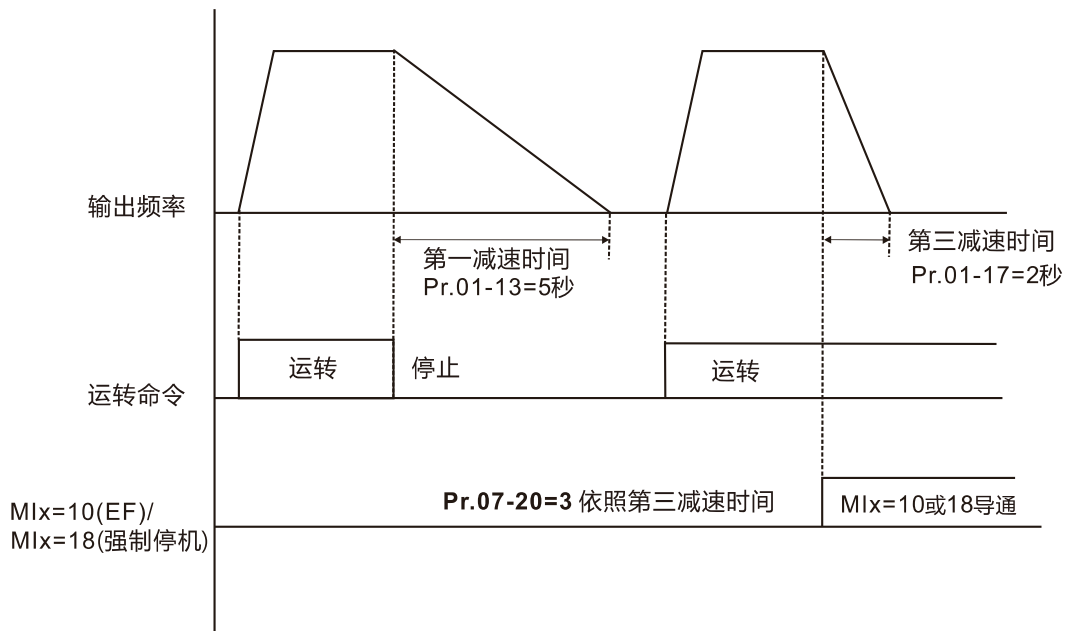 输出频率
第一减速时间
Pr.01-13=5秒
第三减速时间
Pr.01-17=2秒
运转命令
运转
停止
运转
MIx=10(EF)/
MIx=18(强制停机)
Pr.07-20=3 依照第三减速时间
MIx=10或18导通